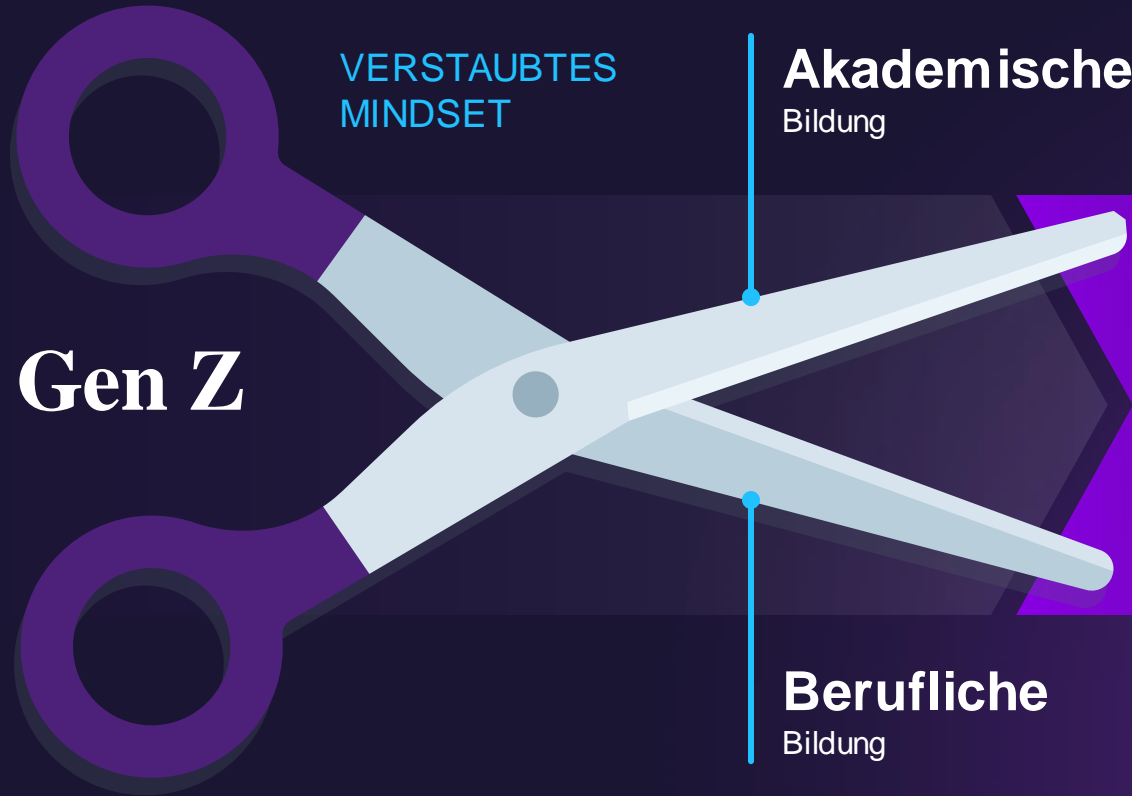 VERSTAUBTES
MINDSET
Akademische
Bildung
Gen Z
Berufliche
Bildung